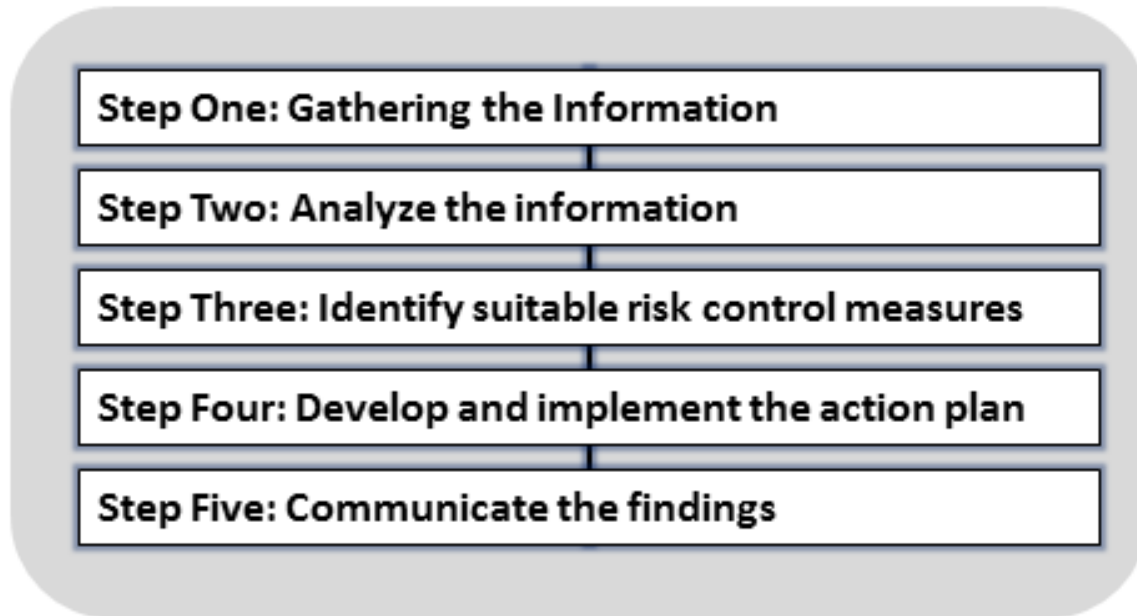 Step One: Gathering the Information
Step Two: Analyze the information
Step Three: Identify suitable risk control measures
Step Four: Develop and implement the action plan
Step Five: Communicate the findings